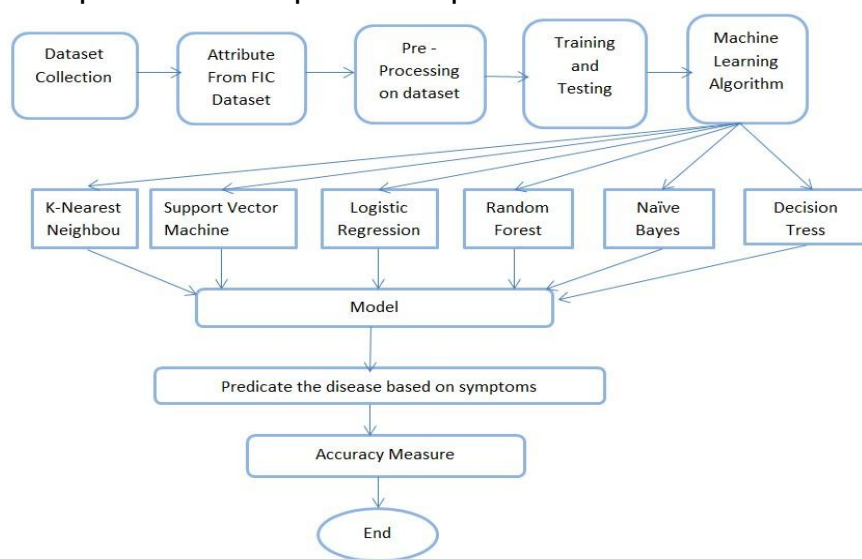 Dataset
Collection
Attribute
From FIC
Dataset
Pre -
Processing
on dataset
Training
and
Testing
Machine
Learning
Algorithm
K-Nearest
Neighbou
Support Vector
Machine
Logistic
Regression
Random
Forest
Naïve
Bayes
Decision
Tress
Model
Predicate the disease based on symptoms
Accuracy Measure
End